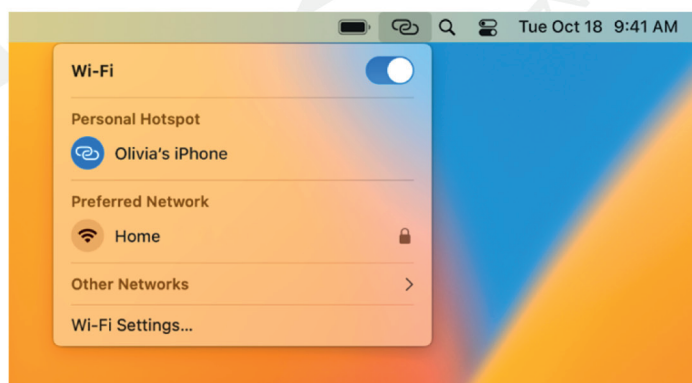 Tue Oct 18 9:41 AM
Wi-Fi
Personal Hotspot
Olivia’s iPhone
Preferred Network
Home
Other Networks
Wi-Fi Settings...